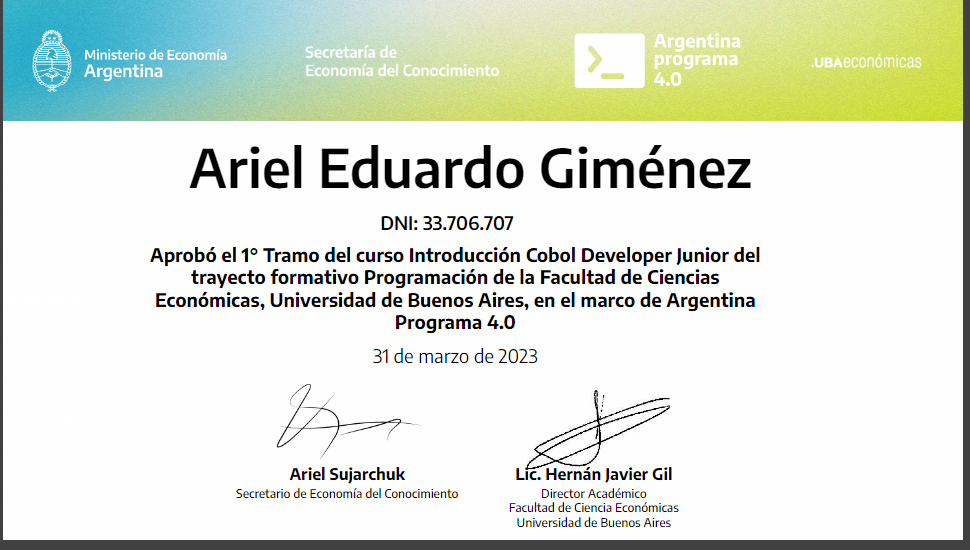 Ministerio de Economía
Argentina
Secretaría de
Economía del Conocimiento
Argentina
programa
4.0
.UBAeconómicas
Ariel Eduardo Giménez
DNI: 33.706.707
Aprobó el 1° Tramo del curso Introducción Cobol Developer Junior del
trayecto formativo Programación de la Facultad de Ciencias
Económicas, Universidad de Buenos Aires, en el marco de Argentina
Programa 4.0
31 de marzo de 2023
Ariel Sujarchuk
Secretario de Economía del Conocimiento
Lic. Hernán Javier Gil
Director Académico
Facultad de Ciencia Económicas
Universidad de Buenos Aires